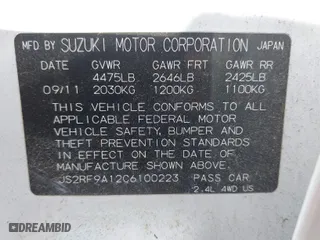 MFD BY SUZUKI MOTOR CORPORATION JAPAN
DATE GVWR GAWR FRT GAWR RR
4475LB 2646LB 2425LB
09/11 2030KG 1200KG 1100KG
THIS VEHICLE CONFORMS TO ALL
APPLICABLE FEDERAL MOTOR
VEHICLE SAFETY, BUMPER AND
THEFT PREVENTION STANDARDS
IN EFFECT ON THE DATE OF
MANUFACTURE SHOWN ABOVE.
JS2RF9A12C6100223 PASS CAR
2.4L 4WD US